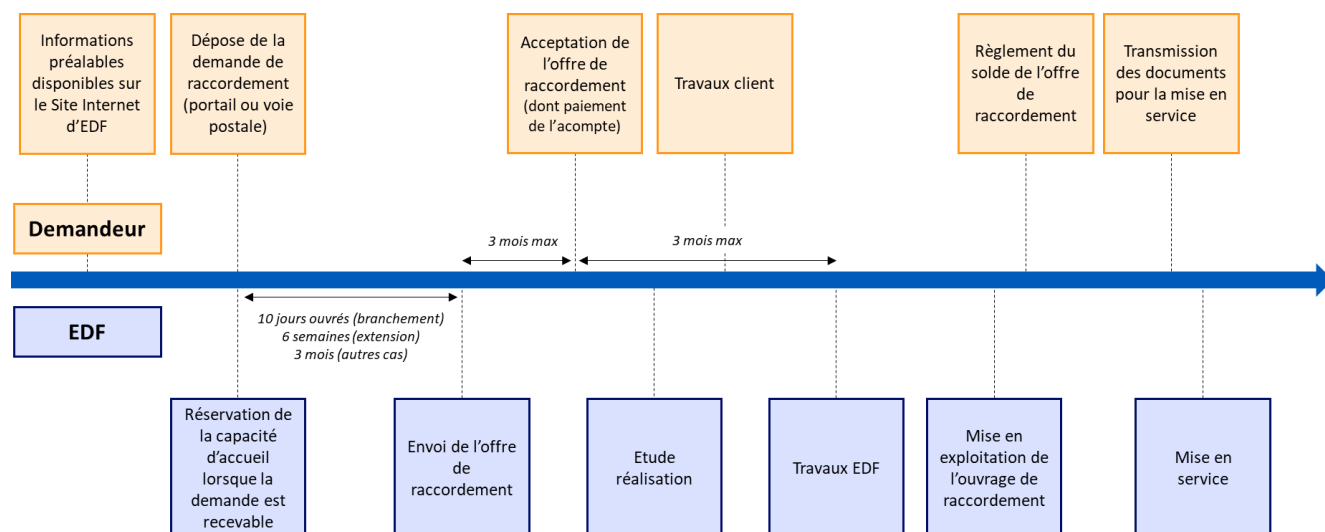 Informations
préalables
disponibles sur
le Site Internet
d’EDF
Dépose de la
demande de
raccordement
(portail ou voie
postale)
Acceptation de
l’offre de
raccordement
(dont paiement
de l’acompte)
Travaux client
Règlement du
solde de l’offre
de
raccordement
Transmission
des documents
pour la mise en
service
Demandeur
3 mois max
3 mois max
EDF
10 jours ouvrés (branchement)
6 semaines (extension)
3 mois (autres cas)
Réservation de
la capacité
d’accueil
lorsque la
demande est
recevable
Envoi de l’offre
de
raccordement
Etude
réalisation
Travaux EDF
Mise en
exploitation de
l’ouvrage de
raccordement
Mise en
service